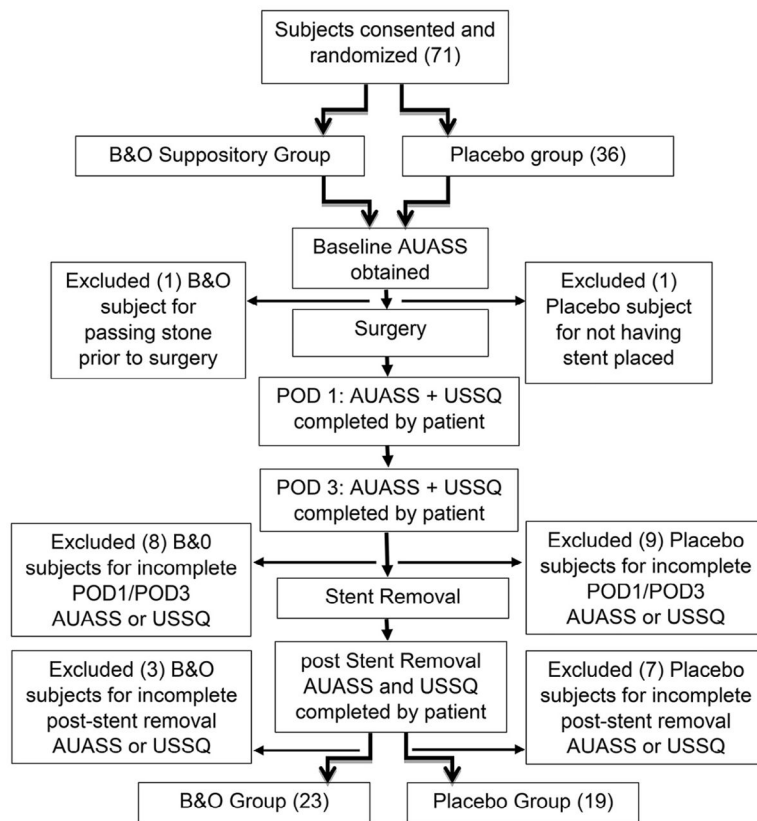 Subjects consented and
randomized (71)
B&O Suppository Group
Placebo group (36)
Baseline AUASS
obtained
Excluded (1) B&O
subject for
passing stone
prior to surgery
Excluded (1)
Placebo subject
for not having
stent placed
Surgery
POD 1: AUASS + USSQ
completed by patient
POD 3: AUASS + USSQ
completed by patient
Excluded (8) B&0
subjects for incomplete
POD1/POD3
AUASS or USSQ
Excluded (9) Placebo
subjects for incomplete
POD1/POD3
AUASS or USSQ
Stent Removal
post Stent Removal
AUASS and USSQ
completed by patient
Excluded (3) B&O
subjects for incomplete
post-stent removal
AUASS or USSQ
Excluded (7) Placebo
subjects for incomplete
post-stent removal
AUASS or USSQ
B&O Group (23)
Placebo Group (19)